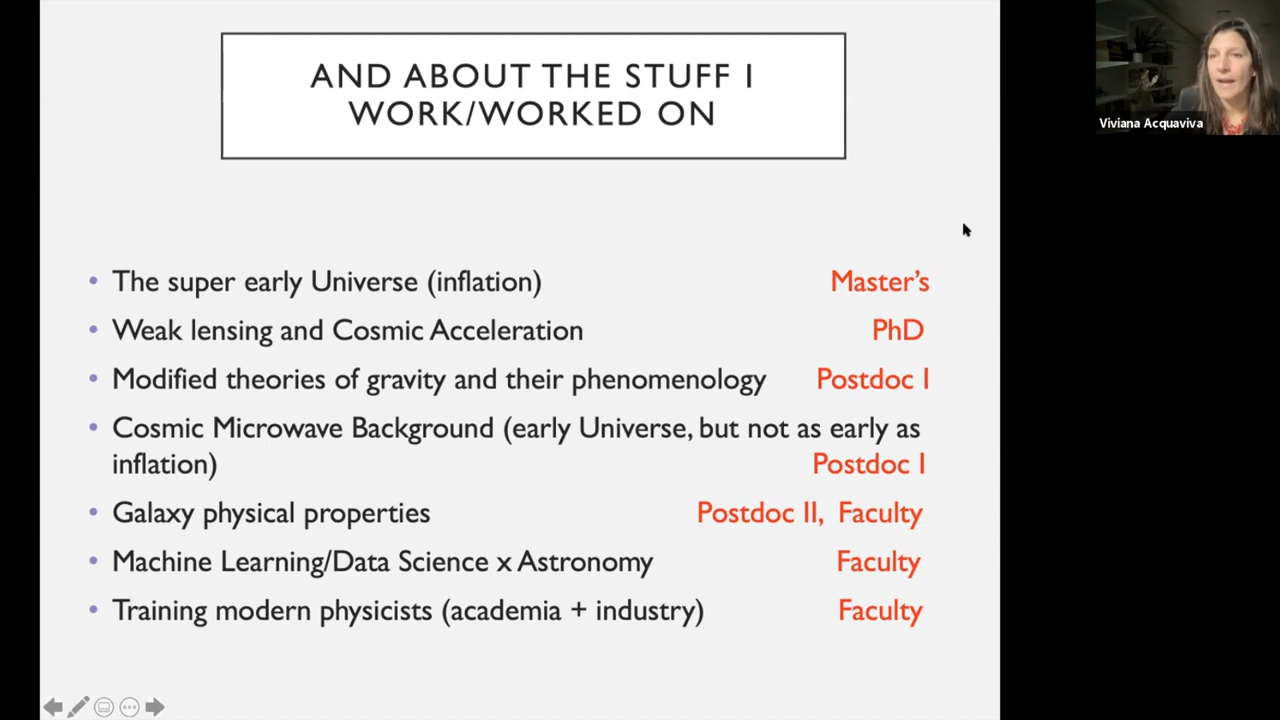 AND ABOUT THE STUFF I
WORK/WORKED ON
Viviana Acquaviva
• The super early Universe (inflation) Master's
• Weak lensing and Cosmic Acceleration PhD
• Modified theories of gravity and their phenomenology Postdoc I
• Cosmic Microwave Background (early Universe, but not as early as
inflation) Postdoc I
• Galaxy physical properties Postdoc II, Faculty
• Machine Learning/Data Science x Astronomy Faculty
• Training modern physicists (academia + industry) Faculty